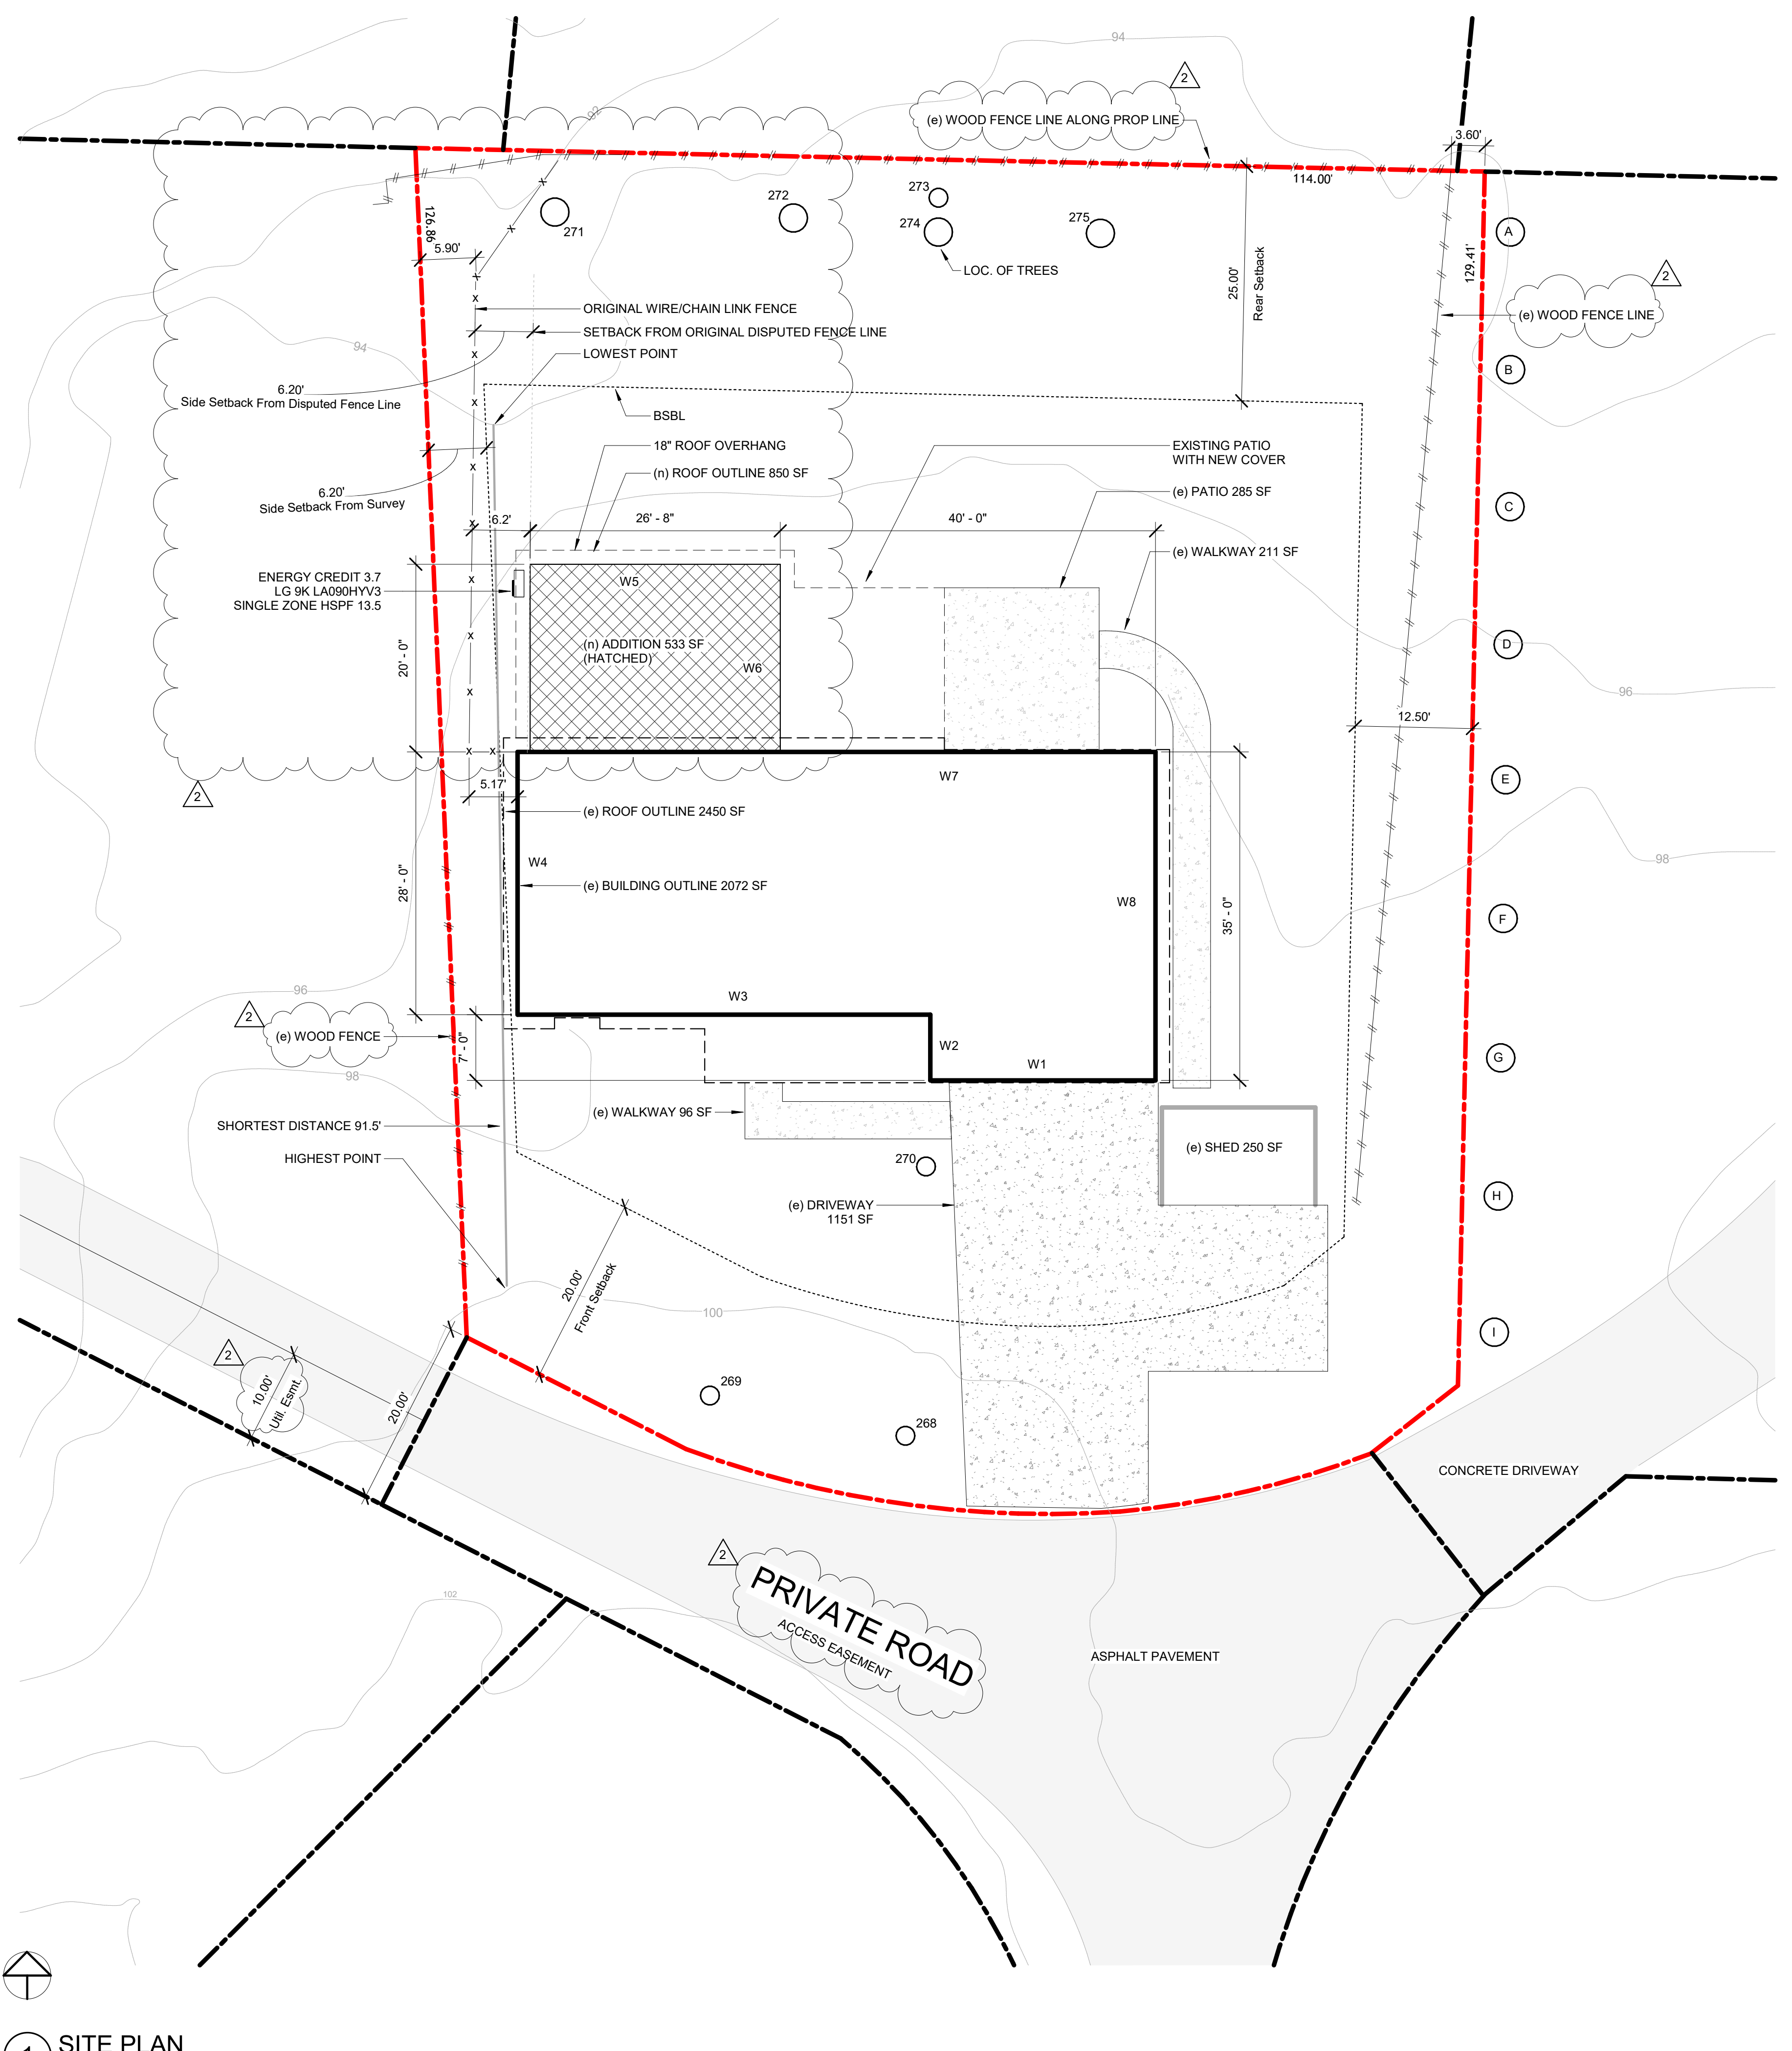 94
2
92
(e) WOOD FENCE LINE ALONG PROP LINE
3.60'
114.00'
273
272
274
275
271
126.86'
5.90'
A
LOC. OF TREES
25.00'
Rear Setback
129.41'
2
ORIGINAL WIRE/CHAIN LINK FENCE
(e) WOOD FENCE LINE
SETBACK FROM ORIGINAL DISPUTED FENCE LINE
94
LOWEST POINT
B
6.20'
Side Setback From Disputed Fence Line
BSBL
18" ROOF OVERHANG
EXISTING PATIO
WITH NEW COVER
(n) ROOF OUTLINE 850 SF
6.20'
Side Setback From Survey
(e) PATIO 285 SF
C
6.2'
26' - 8"
40' - 0"
(e) WALKWAY 211 SF
ENERGY CREDIT 3.7
LG 9K LA090HYV3
SINGLE ZONE HSPF 13.5
W5
(n) ADDITION 533 SF
(HATCHED)
W6
20' - 0"
D
96
12.50'
W7
E
5.17'
2
(e) ROOF OUTLINE 2450 SF
W4
98
28' - 0"
(e) BUILDING OUTLINE 2072 SF
W8
35' - 0"
F
96
W3
2
(e) WOOD FENCE
7' - 0"
W2
W1
G
98
(e) WALKWAY 96 SF
SHORTEST DISTANCE 91.5'
(e) SHED 250 SF
HIGHEST POINT
270
H
(e) DRIVEWAY
1151 SF
20.00'
Front Setback
100
I
2
10.00'
Util. Esmt.
20.00'
269
268
CONCRETE DRIVEWAY
2
PRIVATE ROAD
ACCESS EASEMENT
102
ASPHALT PAVEMENT
SITE PLAN